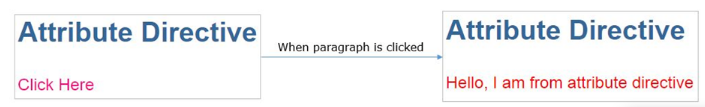 Attribute Directive
Click Here
When paragraph is clicked
Attribute Directive
Hello, I am from attribute directive